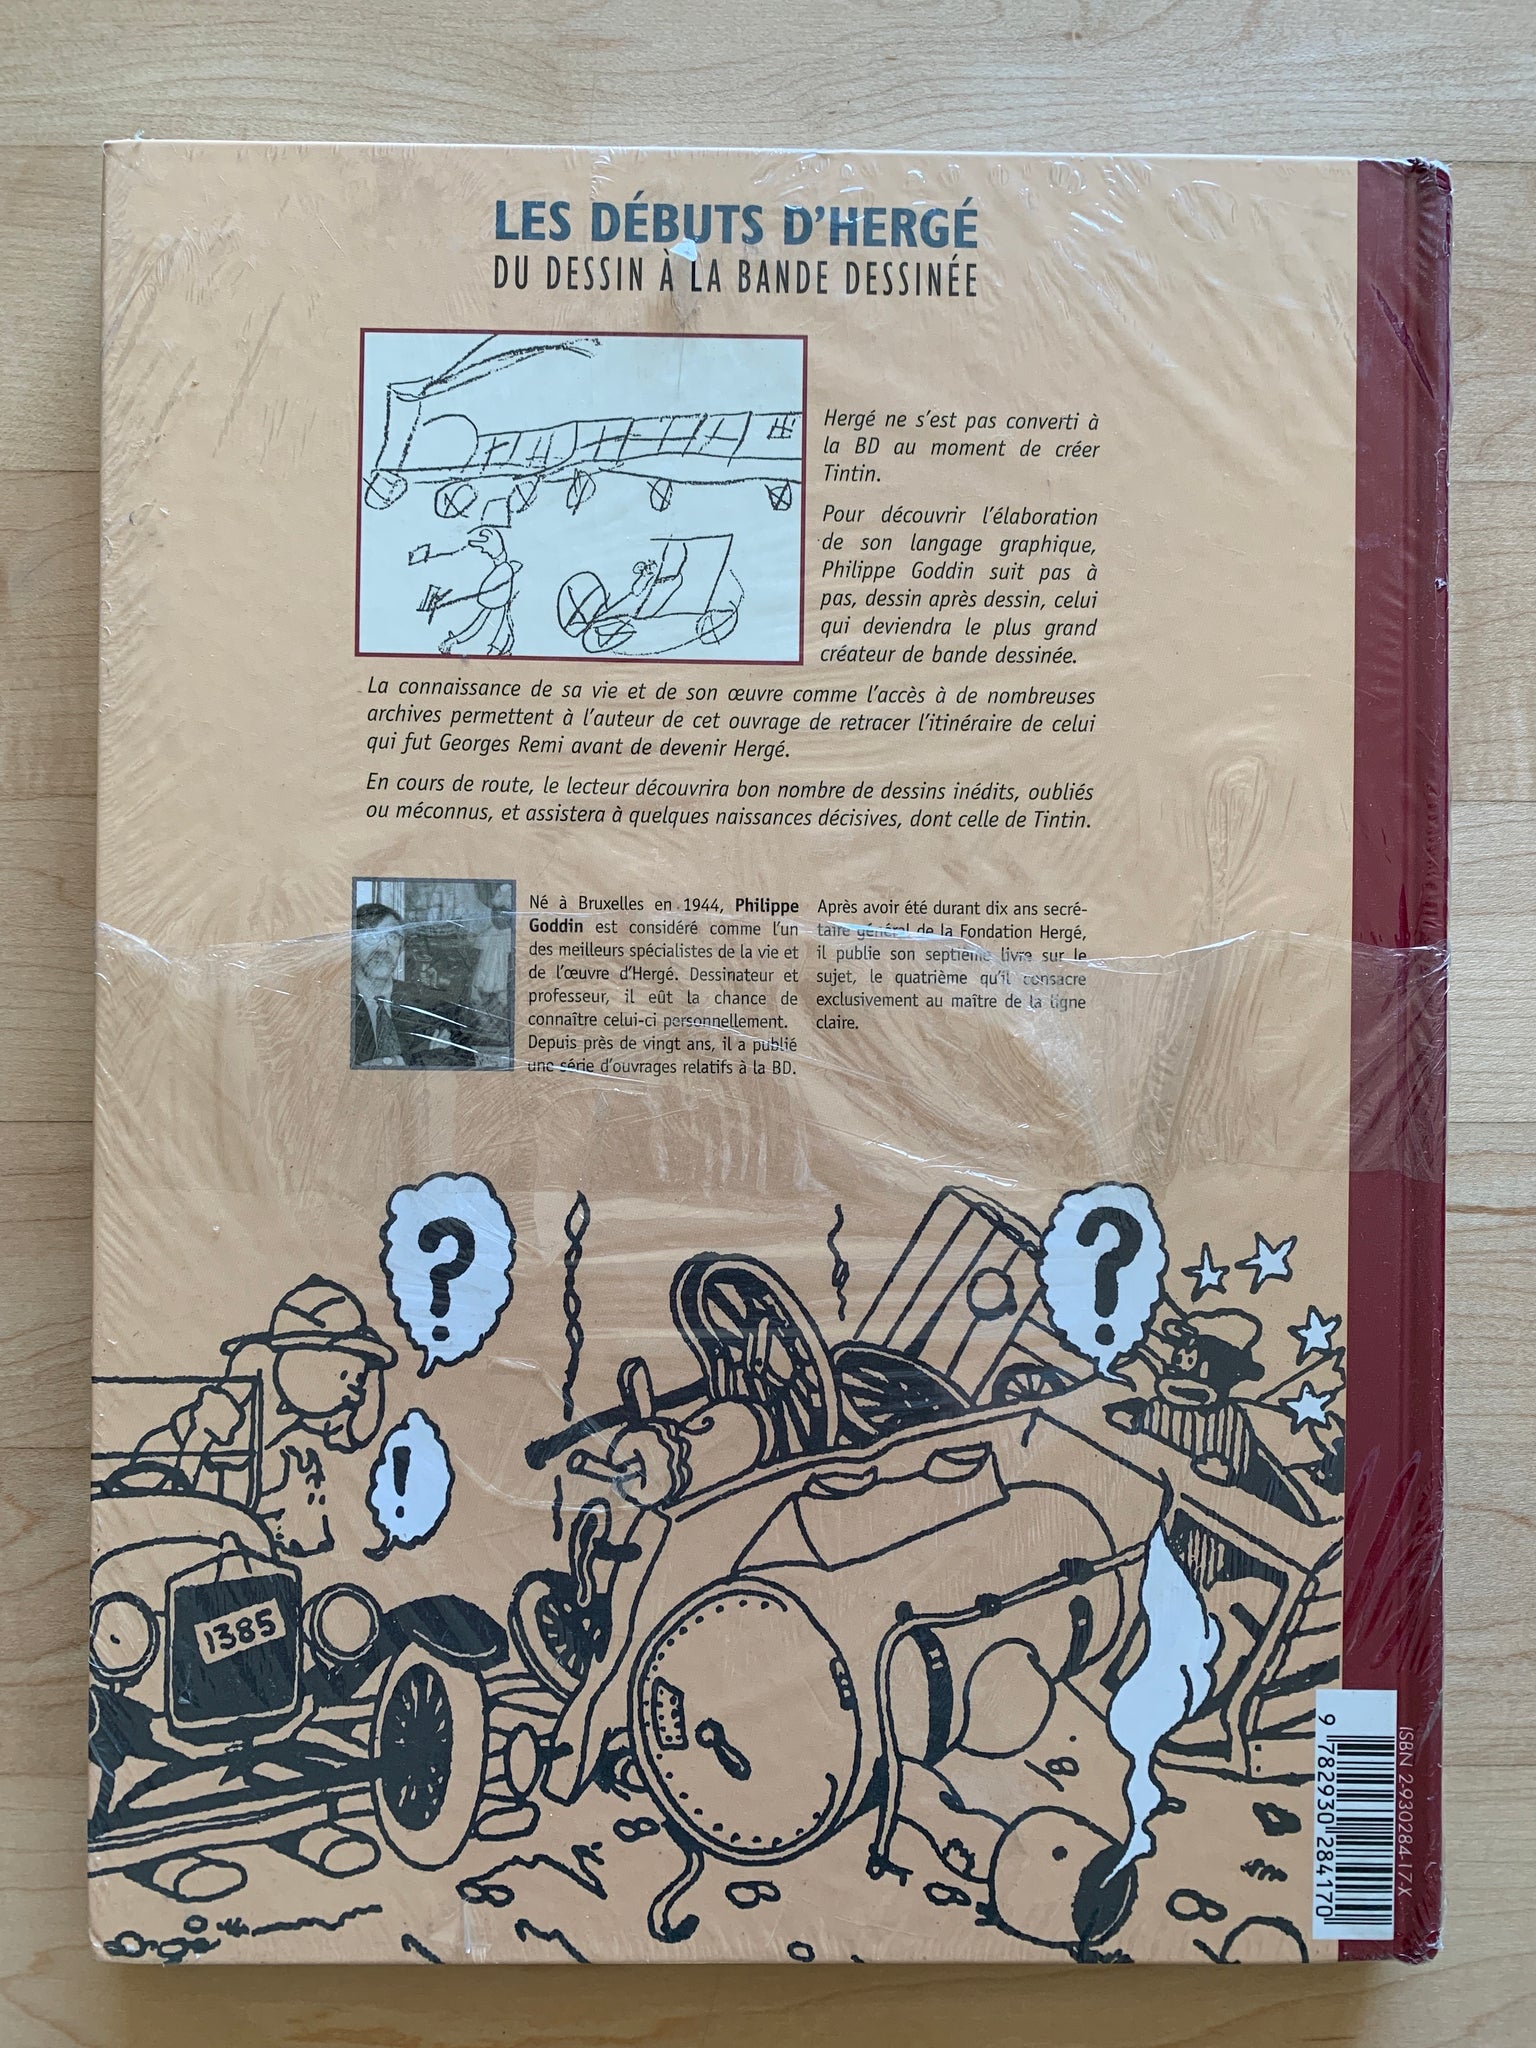 LES DÉBUTS D'HERGÉ
DU DESSIN À LA BANDE DESSINÉE
Hergé ne s'est pas converti à
la BD au moment de créer
Tintin.
Pour découvrir l'élaboration
de son langage graphique,
Philippe Goddin suit pas à
pas, dessin après dessin, celui
qui deviendra le plus grand
créateur de bande dessinée.
La connaissance de sa vie et de son œuvre comme l'accès à de nombreuses
archives permettent à l'auteur de cet ouvrage de retracer l'itinéraire de celui
qui fut Georges Remi avant de devenir Hergé.
En cours de route, le lecteur découvrira bon nombre de dessins inédits, oubliés
ou méconnus, et assistera à quelques naissances décisives, dont celle de Tintin.
Né à Bruxelles en 1944, Philippe
Goddin est considéré comme l'un
des meilleurs spécialistes de la vie et
de l'œuvre d'Hergé. Dessinateur et
professeur, il eût la chance de
connaître celui-ci personnellement.
Depuis près de vingt ans, il a publié
une série d'ouvrages relatifs à la BD.
Après avoir été durant dix ans secré-
taire général de la Fondation Hergé,
il publie son septième livre sur le
sujet, le quatrième qu'il consacre
exclusivement au maître de la ligne
claire.
?
?
!
1385
ISBN 2-930284-17-X
9 782930 284170